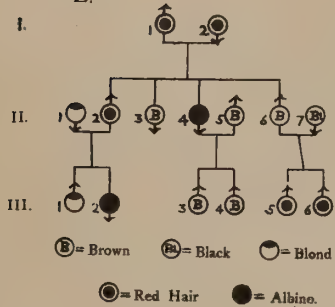 I. 1 2
II. 1 2 3 B 4 5 B 6 B 7 Bl
III. 1 2 3 B 4 B 5 6
B = Brown Bl = Black = Blond
= Red Hair = Albino.